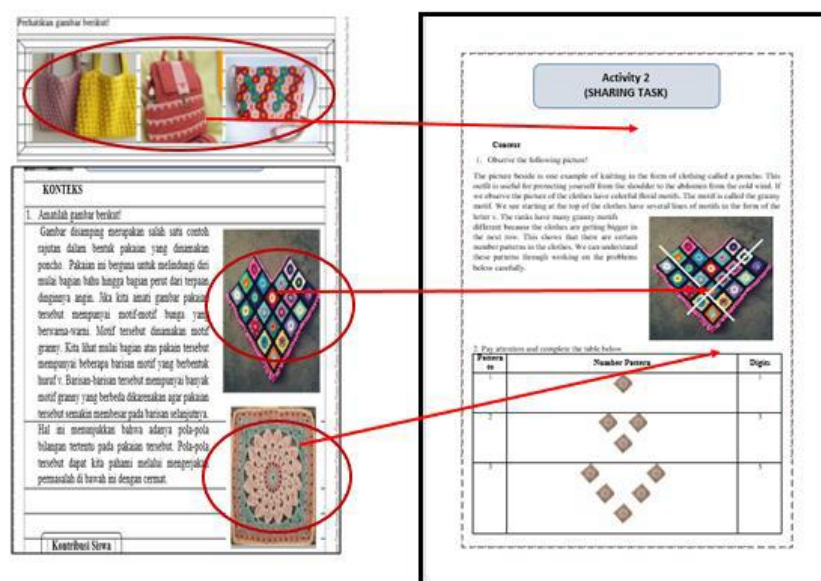 Perhatikan gambar berikut!
KONTEKS
1. Amatilah gambar berikut!
Gambar disamping merupakan salah satu contoh
rajutan dalam bentuk pakaian yang dinamakan
poncho. Pakaian ini berguna untuk melindungi diri
mulai bagian bahu hingga bagian perut dari terpaan
dinginnya angin. Jika kita amati gambar pakaian
tersebut mempunyai motif-motif bunga yang
berwarna-warni. Motif tersebut dinamakan motif
granny. Kita lihat mulai bagian atas pakain tersebut
mempunyai beberapa barisan motif yang berbentuk
huruf v. Barisan-barisan tersebut mempunyai banyak
motif granny yang berbeda dikarenakan agar pakaian
tersebut semakin membesar pada barisan selanjutnya.
Hal ini menunjukkan bahwa adanya pola-pola
bilangan tertentu pada pakaian tersebut. Pola-pola
tersebut dapat kita pahami melalui mengerjakan
permasalah di bawah ini dengan cermat.
Kontribusi Siswa
Activity 2
(SHARING TASK)
Context
1. Observe the following picture!
The picture beside is one example of knitting in the form of clothing called a poncho. This
outfit is useful for protecting yourself from the shoulder to the abdomen from the cold wind. If
we observe the picture of the clothes have colorful floral motifs. The motif is called the granny
motif. We see starting at the top of the clothes have several lines of motifs in the form of the
letter v. The ranks have many granny motifs
different because the clothes are getting bigger in
the next row. This shows that there are certain
number patterns in the clothes. We can understand
these patterns through working on the problems
below carefully.
2. Pay attention and complete the table below
Pattern to Number Pattern Digits
1 1
2 3
3 5